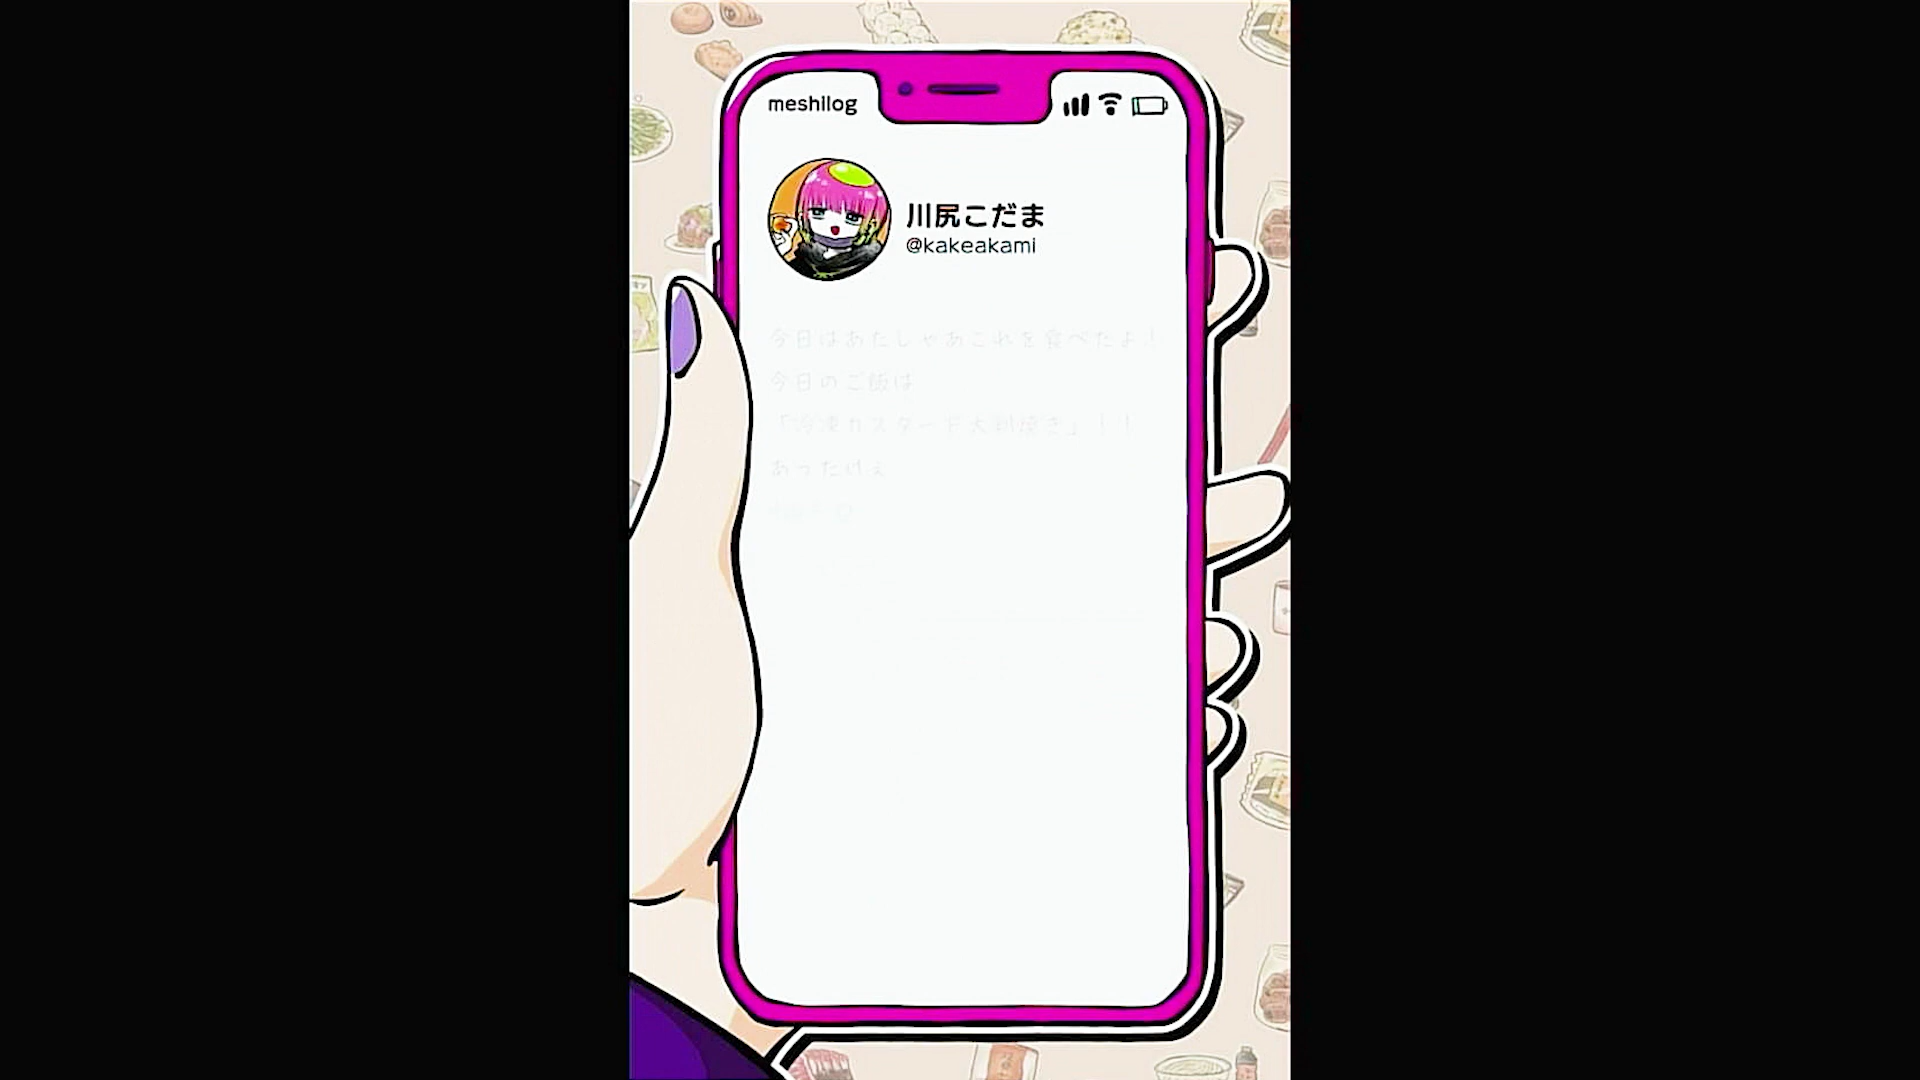 meshilog
川尻こだま
@kakeakami
今日はあたしゃあこれを食べたよ！
今日のご飯は
「冷凍カスタード大判焼き」！！
あったけぇ